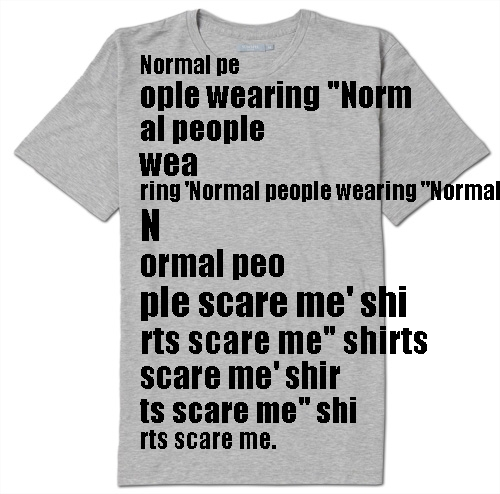 Normal pe
ople wearing "Norm
al people
wea
ring 'Normal people wearing "Normal
N
ormal peo
ple scare me' shi
rts scare me" shirts
scare me' shir
ts scare me" shi
rts scare me.